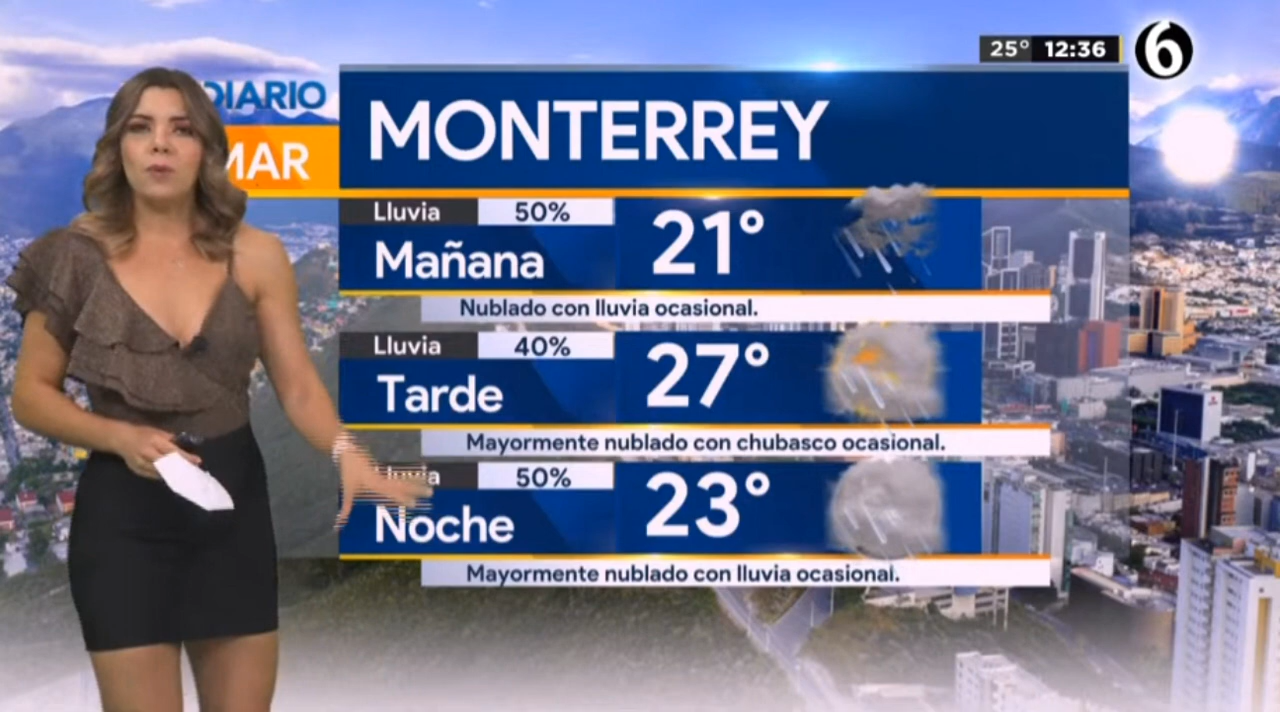 25° 12:36 6
DIARIO
MAR
MONTERREY
Lluvia 50%
Mañana 21°
Nublado con lluvia ocasional.
Lluvia 40%
Tarde 27°
Mayormente nublado con chubasco ocasional.
Lluvia 50%
Noche 23°
Mayormente nublado con lluvia ocasional.